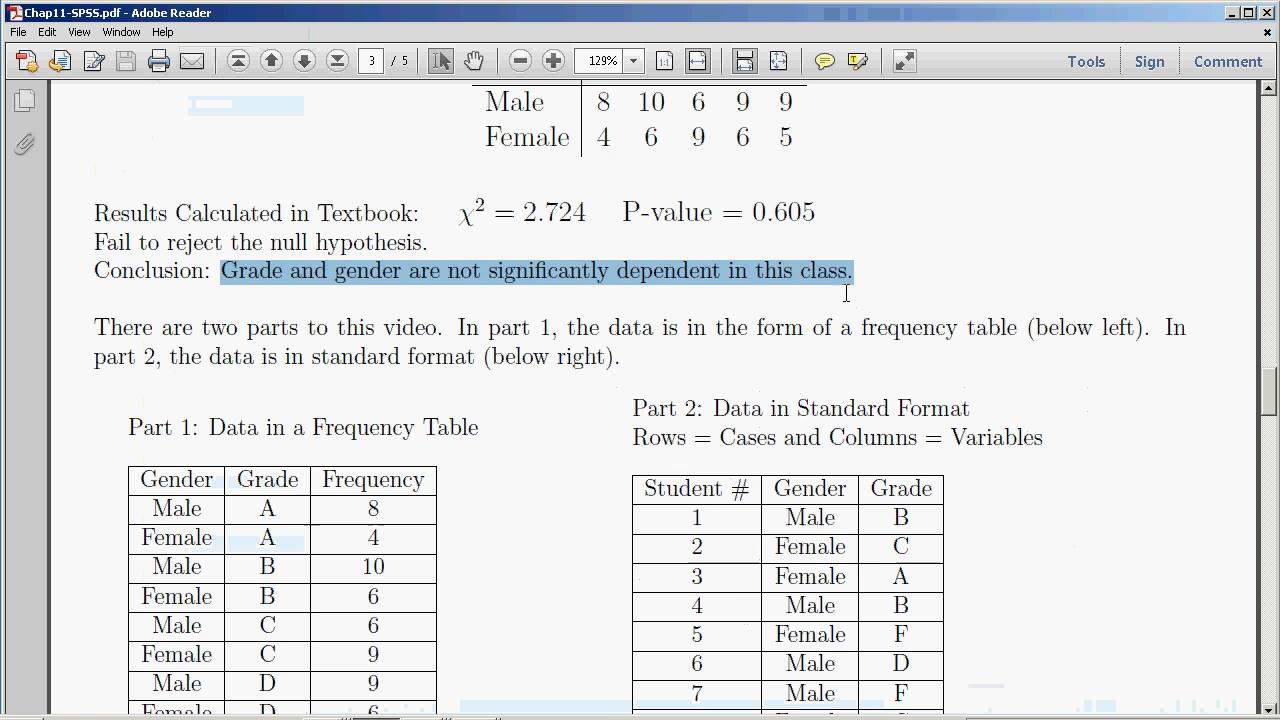 Chap11-SPSS.pdf - Adobe Reader
File Edit View Window Help
3 / 5 129% Tools Sign Comment
Male 8 10 6 9 9
Female 4 6 9 6 5
Results Calculated in Textbook: χ² = 2.724 P-value = 0.605
Fail to reject the null hypothesis.
Conclusion: Grade and gender are not significantly dependent in this class.
There are two parts to this video. In part 1, the data is in the form of a frequency table (below left). In
part 2, the data is in standard format (below right).
Part 1: Data in a Frequency Table
Gender Grade Frequency
Male A 8
Female A 4
Male B 10
Female B 6
Male C 6
Female C 9
Male D 9
Female D 6
Part 2: Data in Standard Format
Rows = Cases and Columns = Variables
Student # Gender Grade
1 Male B
2 Female C
3 Female A
4 Male B
5 Female F
6 Male D
7 Male F